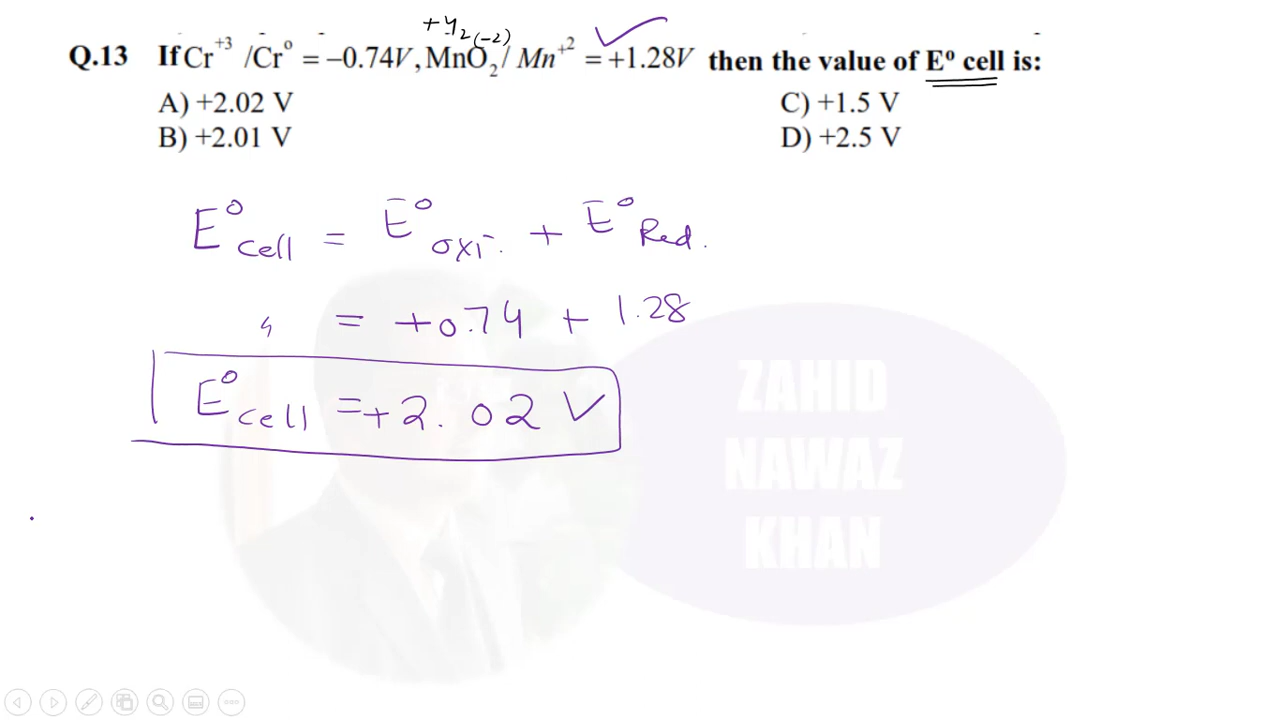 +4 2(-2)
Q.13 If Cr⁺³ /Cr° = −0.74V, MnO₂/ Mn⁺² = +1.28V then the value of E° cell is:
A) +2.02 V
C) +1.5 V
B) +2.01 V
D) +2.5 V
E° cell = E° oxi. + E° Red.
〃 = +0.74 + 1.28
E° cell = +2.02 V
ZAHID
NAWAZ
KHAN